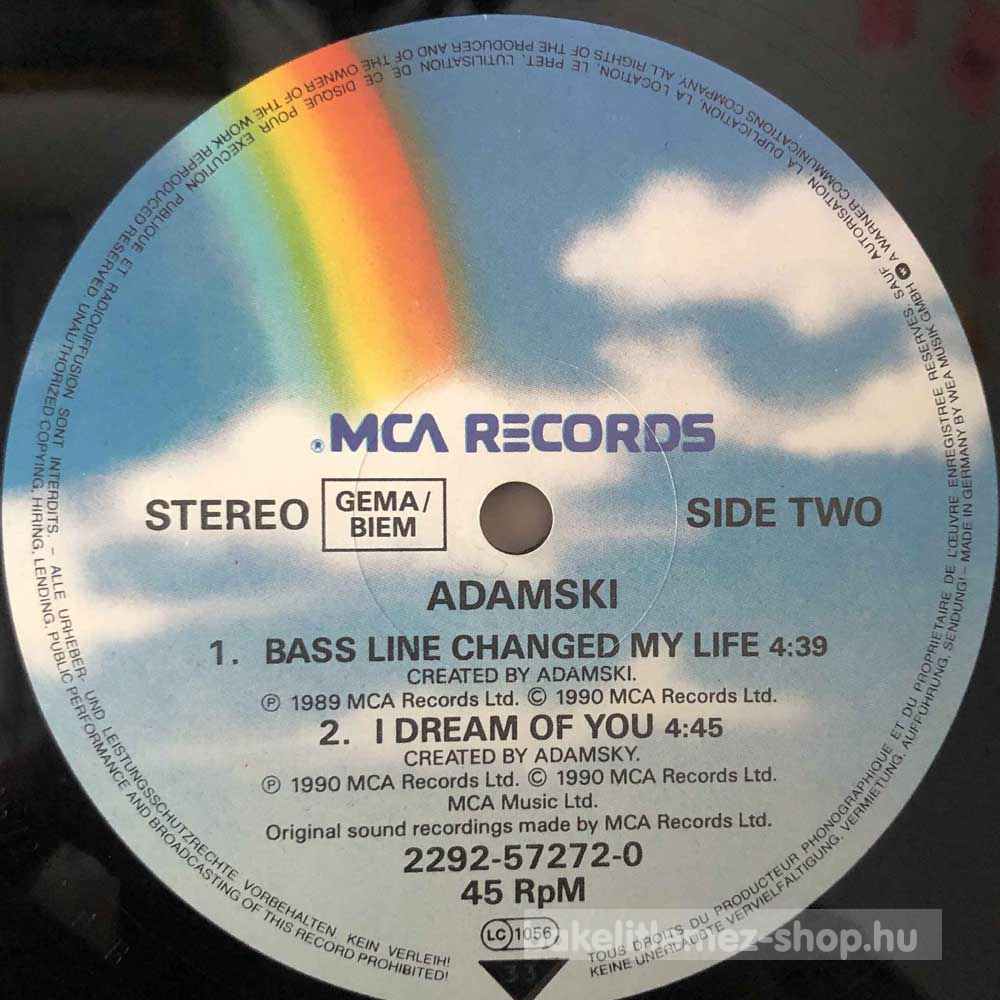 ® MCA RECORDS
STEREO GEMA/BIEM SIDE TWO
ADAMSKI
1. BASS LINE CHANGED MY LIFE 4:39
CREATED BY ADAMSKI.
℗ 1989 MCA Records Ltd. © 1990 MCA Records Ltd.
2. I DREAM OF YOU 4:45
CREATED BY ADAMSKY.
℗ 1990 MCA Records Ltd. © 1990 MCA Records Ltd.
MCA Music Ltd.
Original sound recordings made by MCA Records Ltd.
2292-57272-0
45 RpM
LC 1056
33
TOUS DROITS DU PRODUCTEUR PHONOGRAPHIQUE ET DU PROPRIETAIRE DE L'ŒUVRE ENREGISTREE RESERVES. SAUF AUTORISATION, LA DUPLICATION, LA LOCATION, LE PRET, L'UTILISATION DE CE DISQUE POUR EXECUTION PUBLIQUE ET RADIODIFFUSION SONT INTERDITS. – ALLE URHEBER- UND LEISTUNGSSCHUTZRECHTE VORBEHALTEN. KEIN VERLEIH!
KEINE UNERLAUBTE VERVIELFÄLTIGUNG, VERMIETUNG, AUFFÜHRUNG, SENDUNG! – MADE IN GERMANY BY WEA MUSIK GMBH A WARNER COMMUNICATIONS COMPANY. ALL RIGHTS OF THE PRODUCER AND OF THE OWNER OF THE WORK REPRODUCED RESERVED. UNAUTHORIZED COPYING, HIRING, LENDING, PUBLIC PERFORMANCE AND BROADCASTING OF THIS RECORD PROHIBITED!
bakelitlemez-shop.hu